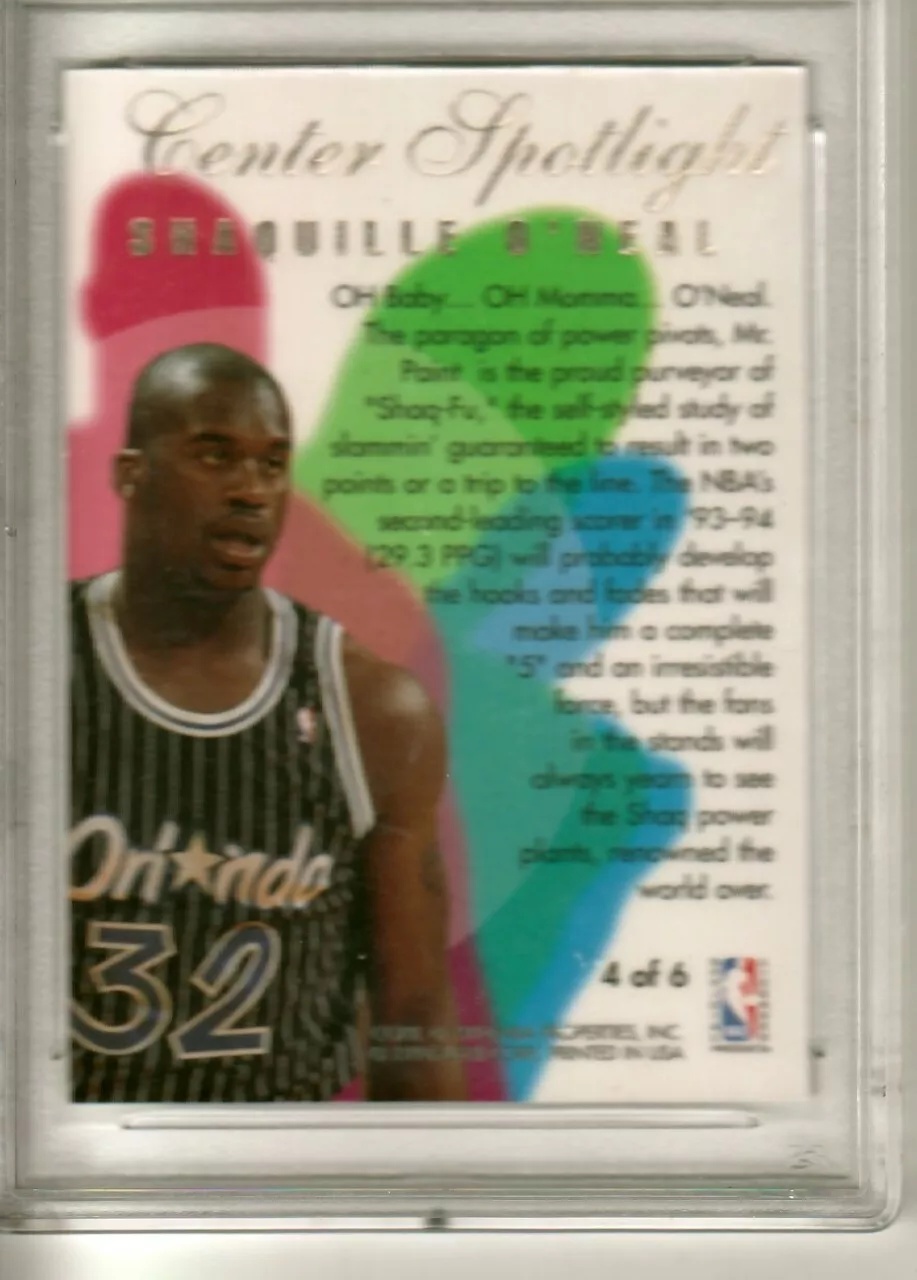 Center Spotlight
SHAQUILLE O'NEAL
OH Baby... OH Momma... O'Neal.
The paragon of power pivots, Mr.
Paint is the proud purveyor of
"Shaq-Fu," the self-styled study of
slammin' guaranteed to result in two
points or a trip to the line. The NBA's
second-leading scorer in '93–94
(29.3 PPG) will probably develop
the hooks and fades that will
make him a complete
"5" and an irresistible
force, but the fans
in the stands will
always yearn to see
the Shaq power
plants, renowned the
world over.
4 of 6
PROPERTIES, INC.
PRINTED IN USA
Orlando
32